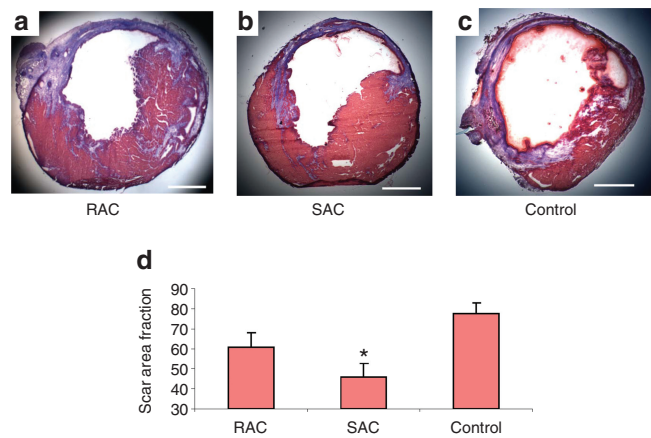 a
b
c
RAC
SAC
Control
d
Scar area fraction
90
80
70
60
50
40
30
*
RAC
SAC
Control